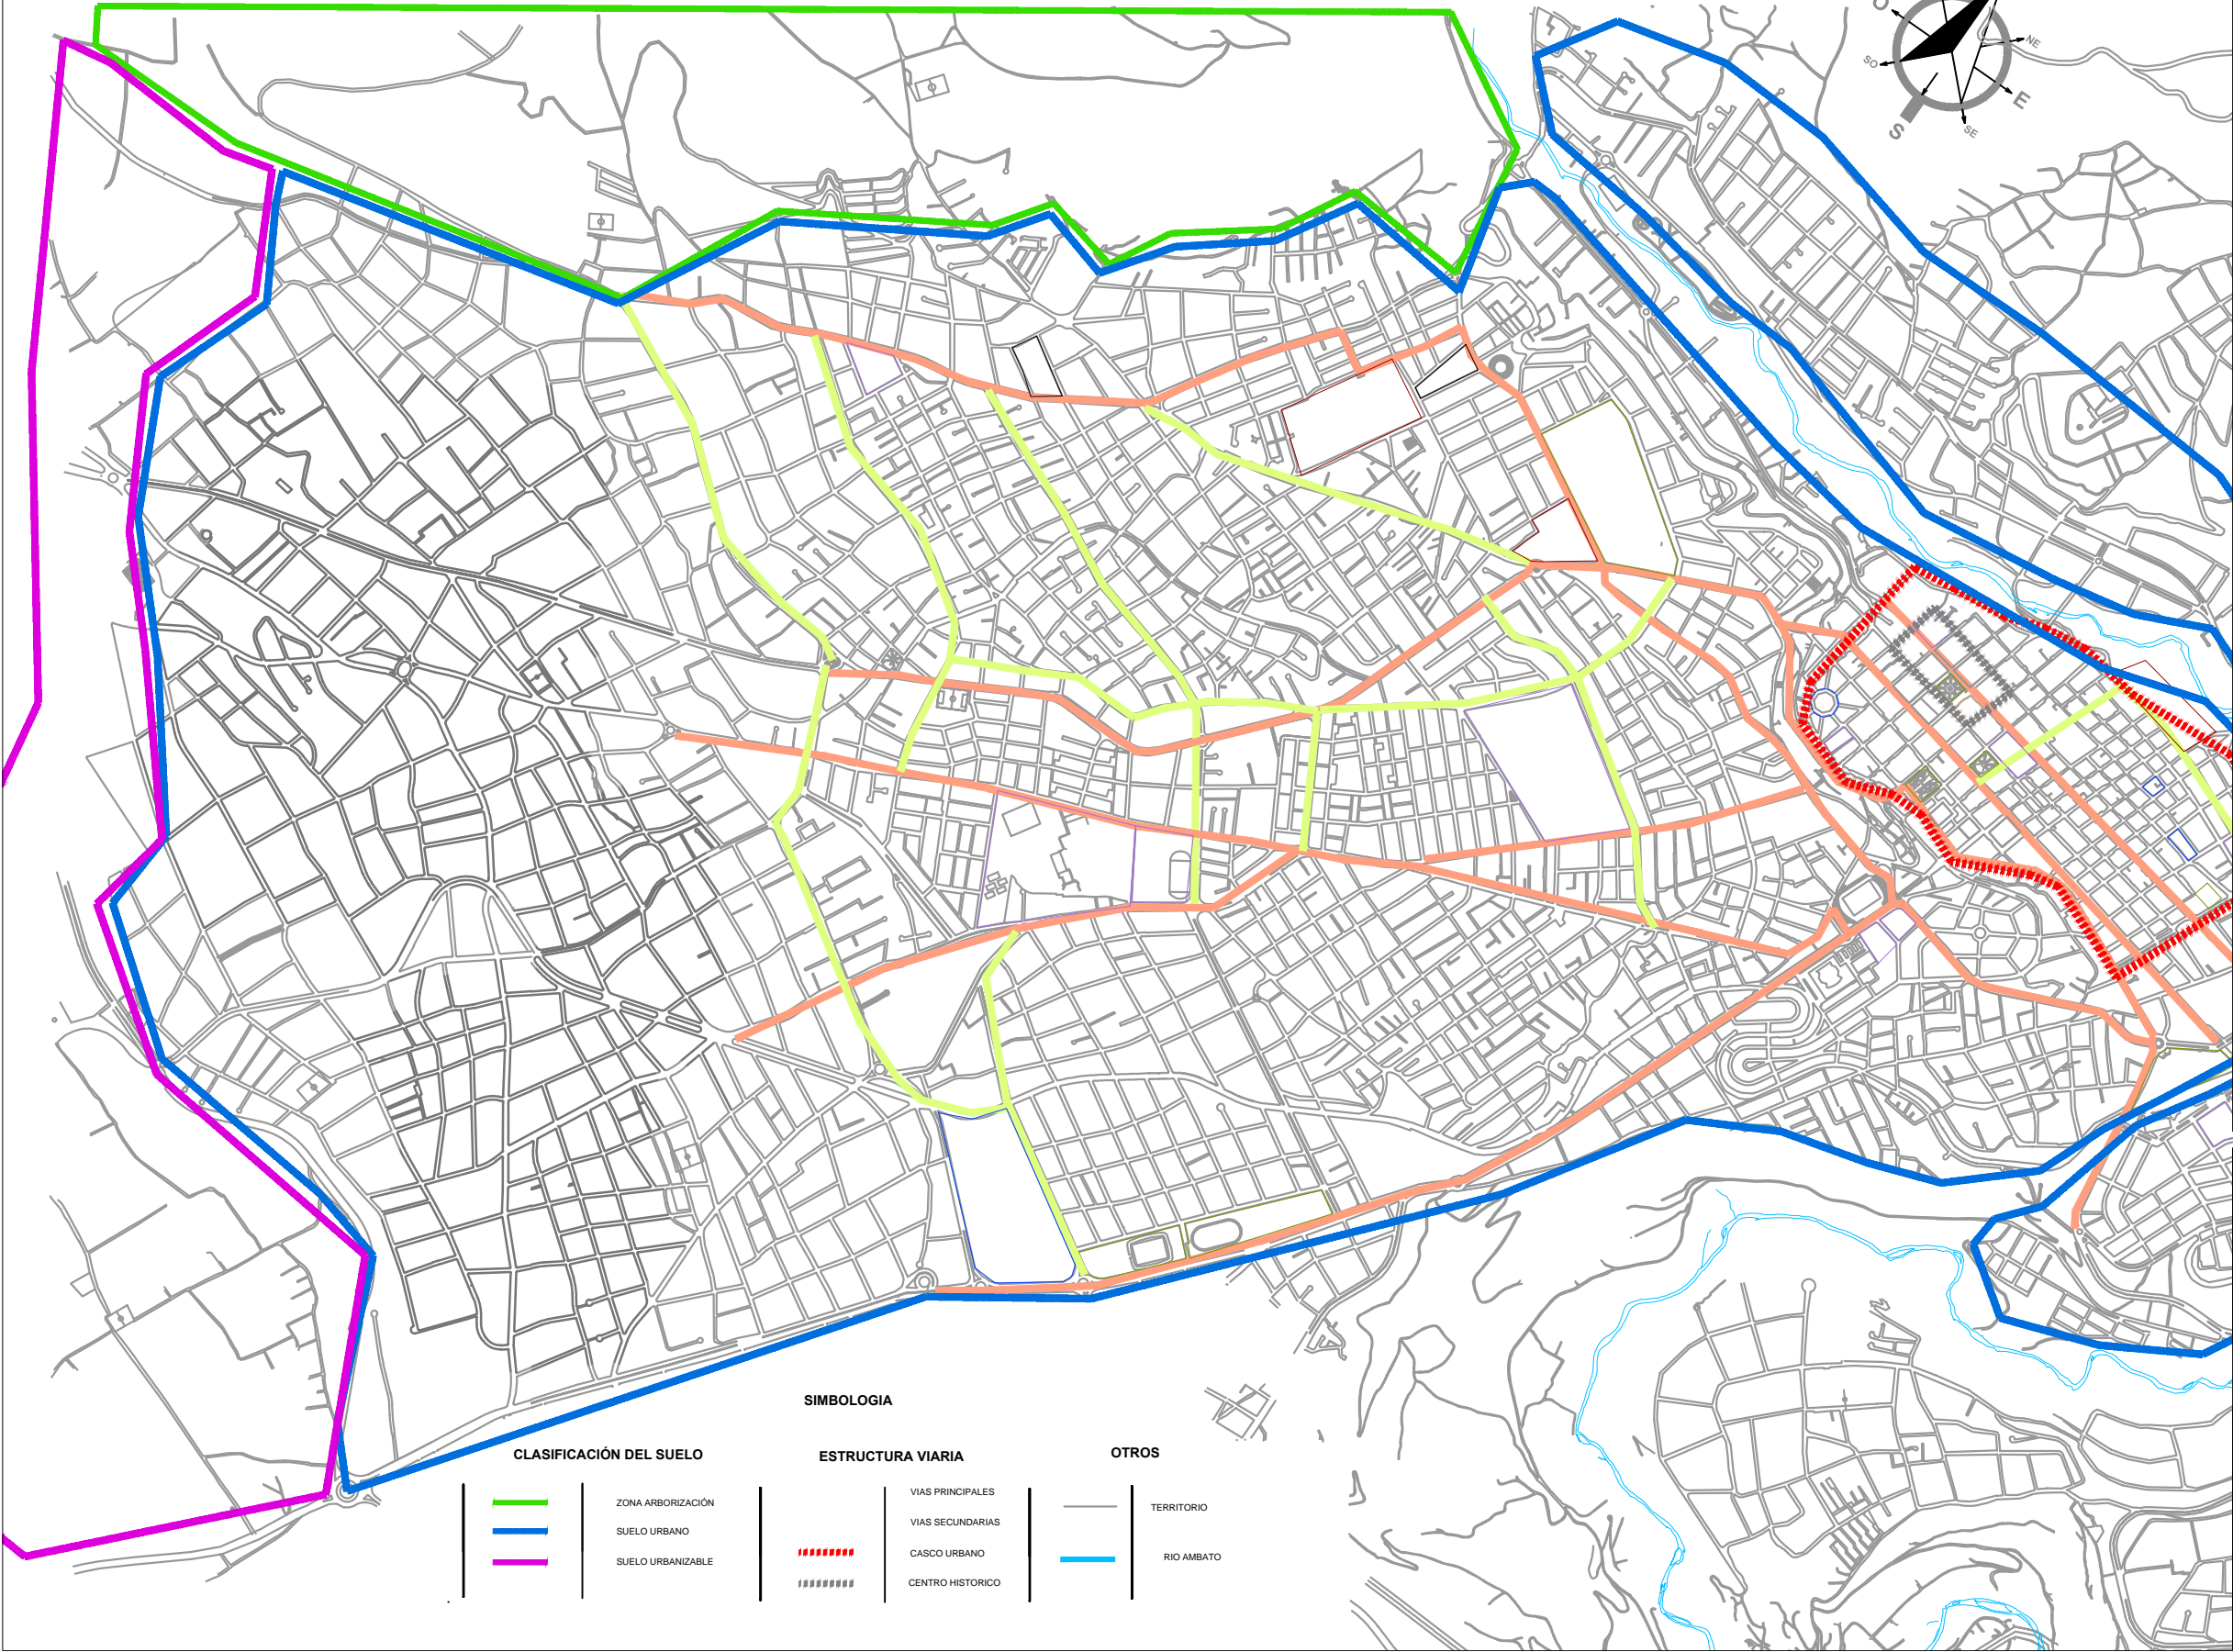 O
NE
SO
E
S
SE
SIMBOLOGIA
CLASIFICACIÓN DEL SUELO
ZONA ARBORIZACIÓN
SUELO URBANO
SUELO URBANIZABLE
ESTRUCTURA VIARIA
VIAS PRINCIPALES
VIAS SECUNDARIAS
CASCO URBANO
CENTRO HISTORICO
OTROS
TERRITORIO
RIO AMBATO